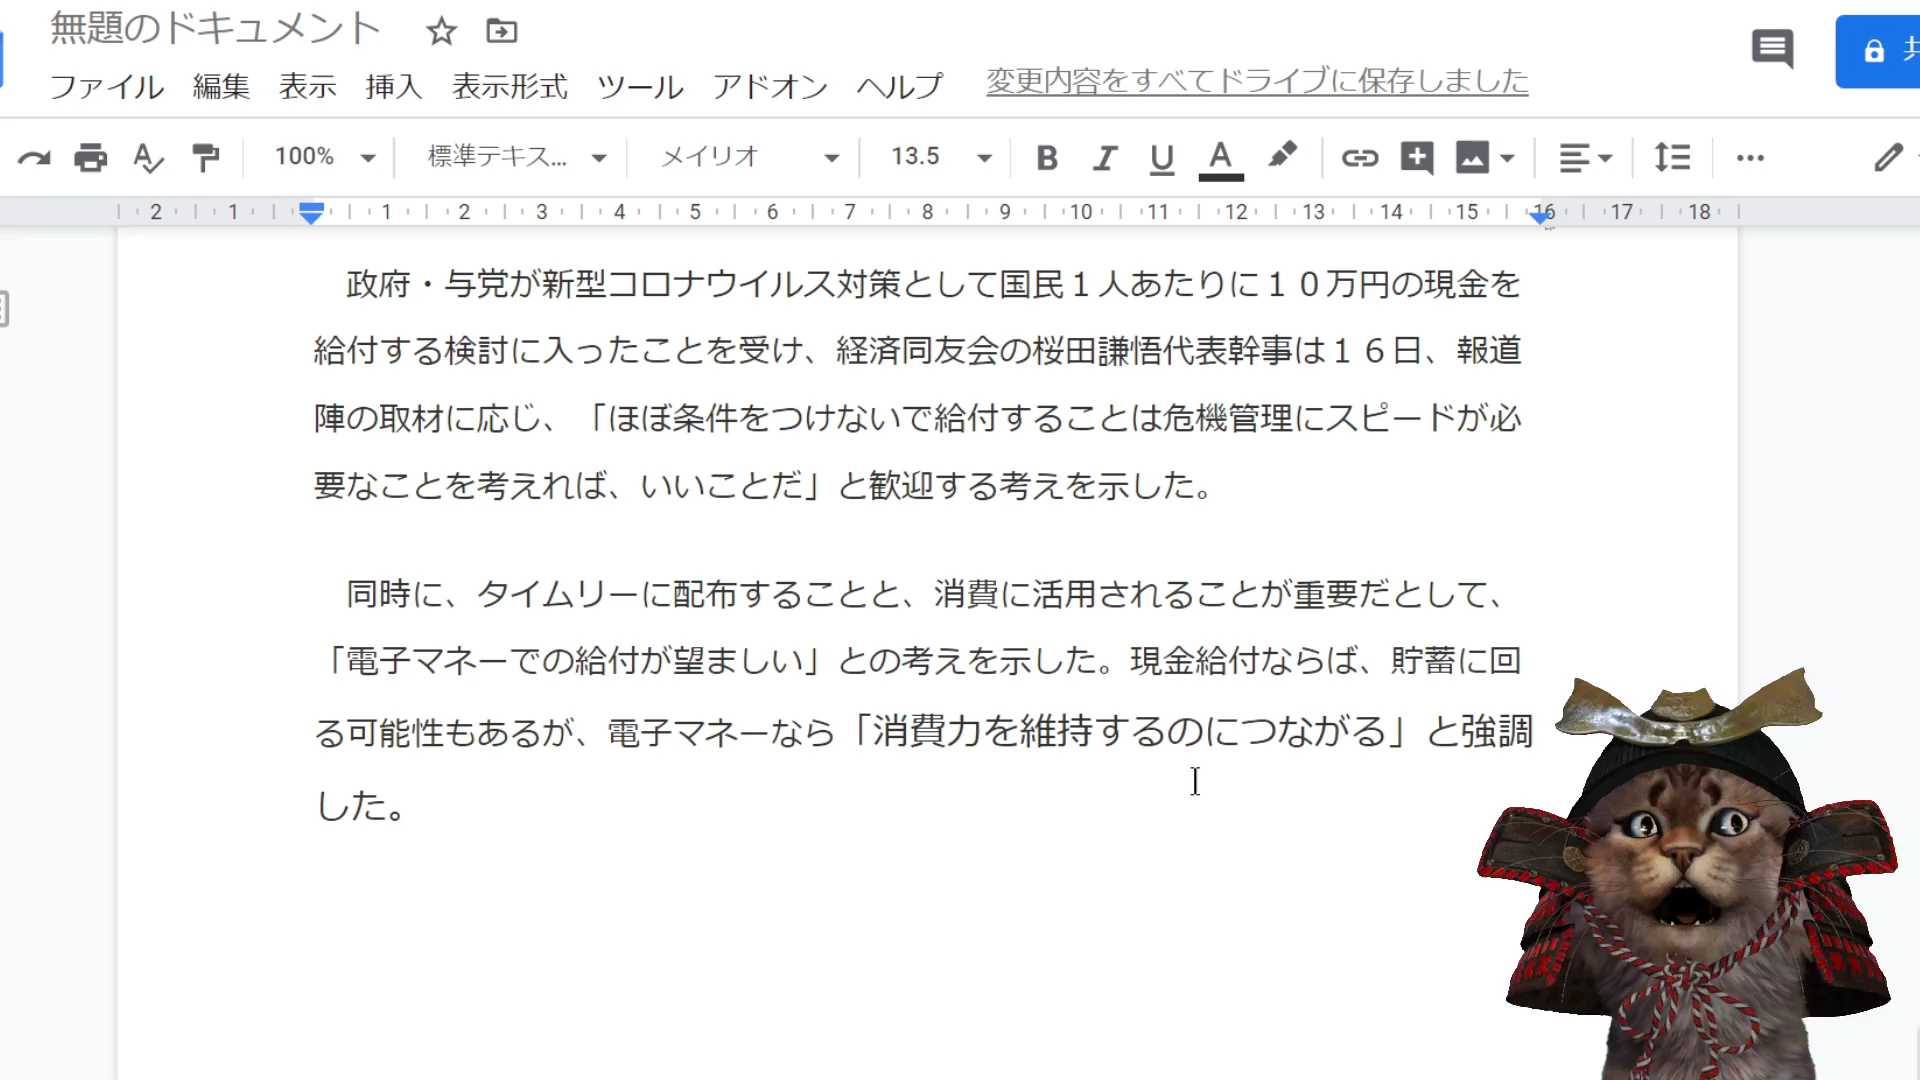 無題のドキュメント
ファイル 編集 表示 挿入 表示形式 ツール アドオン ヘルプ 変更内容をすべてドライブに保存しました
100% 標準テキス... メイリオ 13.5 B I U A
2 1 1 2 3 4 5 6 7 8 9 10 11 12 13 14 15 16 17 18
政府・与党が新型コロナウイルス対策として国民１人あたりに１０万円の現金を
給付する検討に入ったことを受け、経済同友会の桜田謙悟代表幹事は１６日、報道
陣の取材に応じ、「ほぼ条件をつけないで給付することは危機管理にスピードが必
要なことを考えれば、いいことだ」と歓迎する考えを示した。
同時に、タイムリーに配布することと、消費に活用されることが重要だとして、
「電子マネーでの給付が望ましい」との考えを示した。現金給付ならば、貯蓄に回
る可能性もあるが、電子マネーなら「消費力を維持するのにつながる」と強調
した。